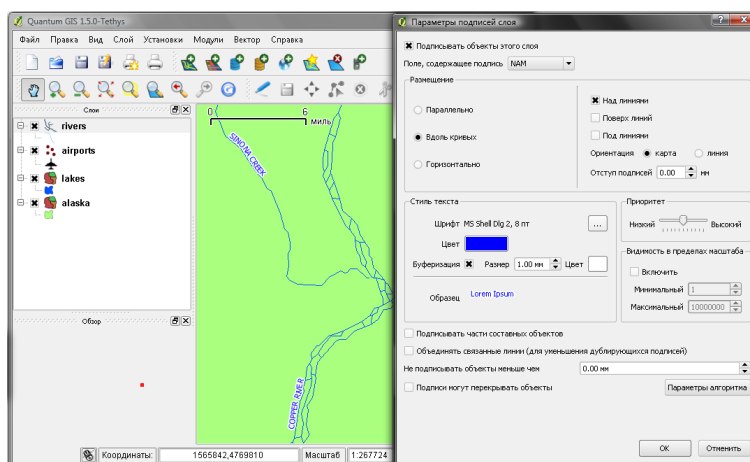 Quantum GIS 1.5.0-Tethys
Файл Правка Вид Слой Установки Модули Вектор Справка
Слои
rivers
airports
lakes
alaska
Обзор
0 6
миль
SINONA CREEK
COPPER RIVER
Координаты: 1565842,4769810 Масштаб 1:267724
Параметры подписей слоя
Подписывать объекты этого слоя
Поле, содержащее подпись NAM
Размещение
Параллельно
Вдоль кривых
Горизонтально
Над линиями
Поверх линий
Под линиями
Ориентация карта линия
Отступ подписей 0.00 мм
Стиль текста
Шрифт MS Shell Dlg 2, 8 пт ...
Цвет
Буферизация Размер 1.00 мм Цвет
Образец Lorem Ipsum
Приоритет
Низкий Высокий
Видимость в пределах масштаба
Включить
Минимальный 1
Максимальный 10000000
Подписывать части составных объектов
Объединять связанные линии (для уменьшения дублирующихся подписей)
Не подписывать объекты меньше чем 0.00 мм
Подписи могут перекрывать объекты Параметры алгоритма
OK Отменить